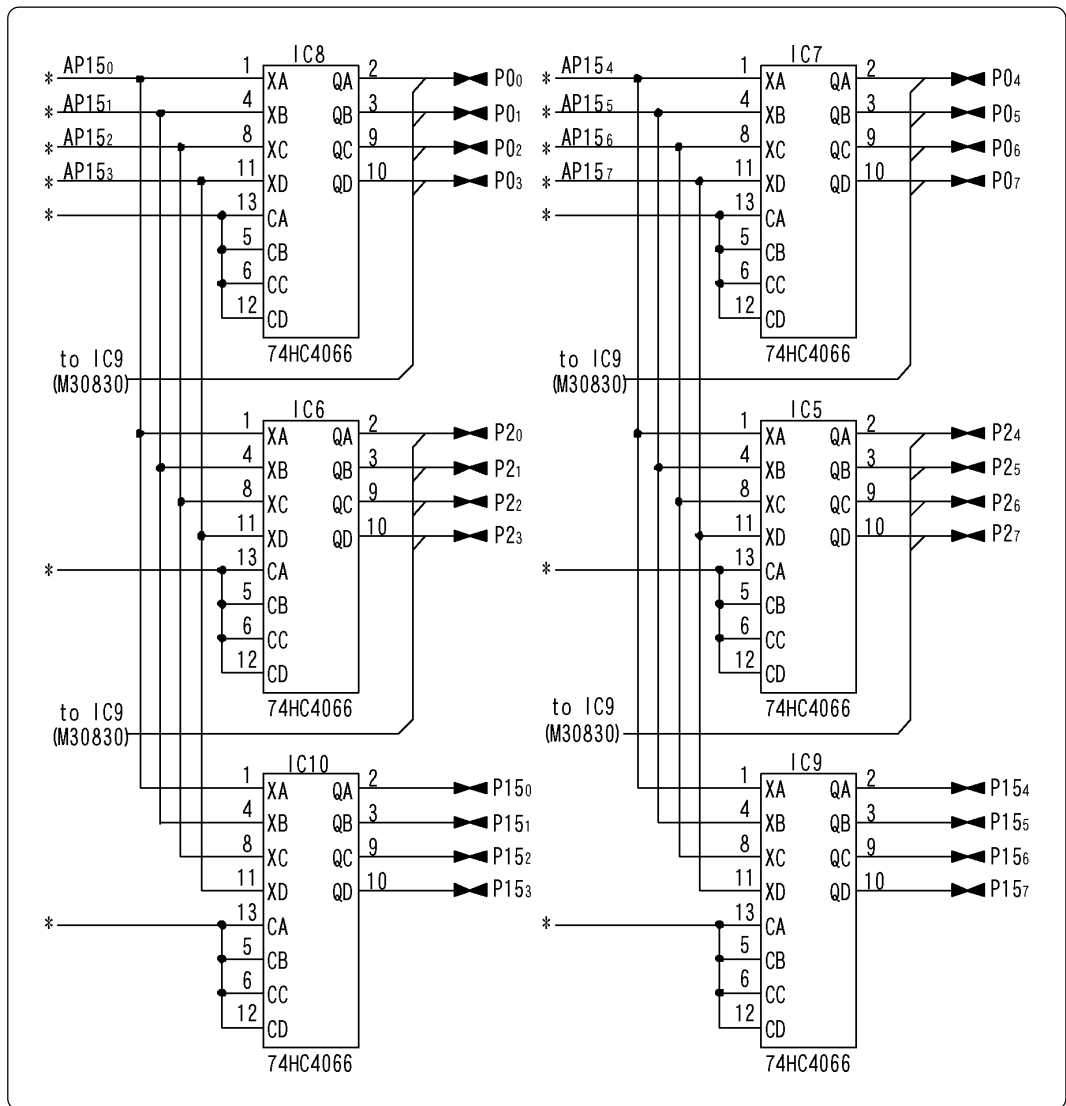 IC8
* AP150 1 XA QA 2 P00
* AP151 4 XB QB 3 P01
* AP152 8 XC QC 9 P02
* AP153 11 XD QD 10 P03
* 13 CA
5 CB
6 CC
12 CD
74HC4066
to IC9
(M30830)
IC7
* AP154 1 XA QA 2 P04
* AP155 4 XB QB 3 P05
* AP156 8 XC QC 9 P06
* AP157 11 XD QD 10 P07
* 13 CA
5 CB
6 CC
12 CD
74HC4066
to IC9
(M30830)
IC6
1 XA QA 2 P20
4 XB QB 3 P21
8 XC QC 9 P22
11 XD QD 10 P23
* 13 CA
5 CB
6 CC
12 CD
74HC4066
to IC9
(M30830)
IC5
1 XA QA 2 P24
4 XB QB 3 P25
8 XC QC 9 P26
11 XD QD 10 P27
* 13 CA
5 CB
6 CC
12 CD
74HC4066
to IC9
(M30830)
IC10
1 XA QA 2 P150
4 XB QB 3 P151
8 XC QC 9 P152
11 XD QD 10 P153
* 13 CA
5 CB
6 CC
12 CD
74HC4066
IC9
1 XA QA 2 P154
4 XB QB 3 P155
8 XC QC 9 P156
11 XD QD 10 P157
* 13 CA
5 CB
6 CC
12 CD
74HC4066